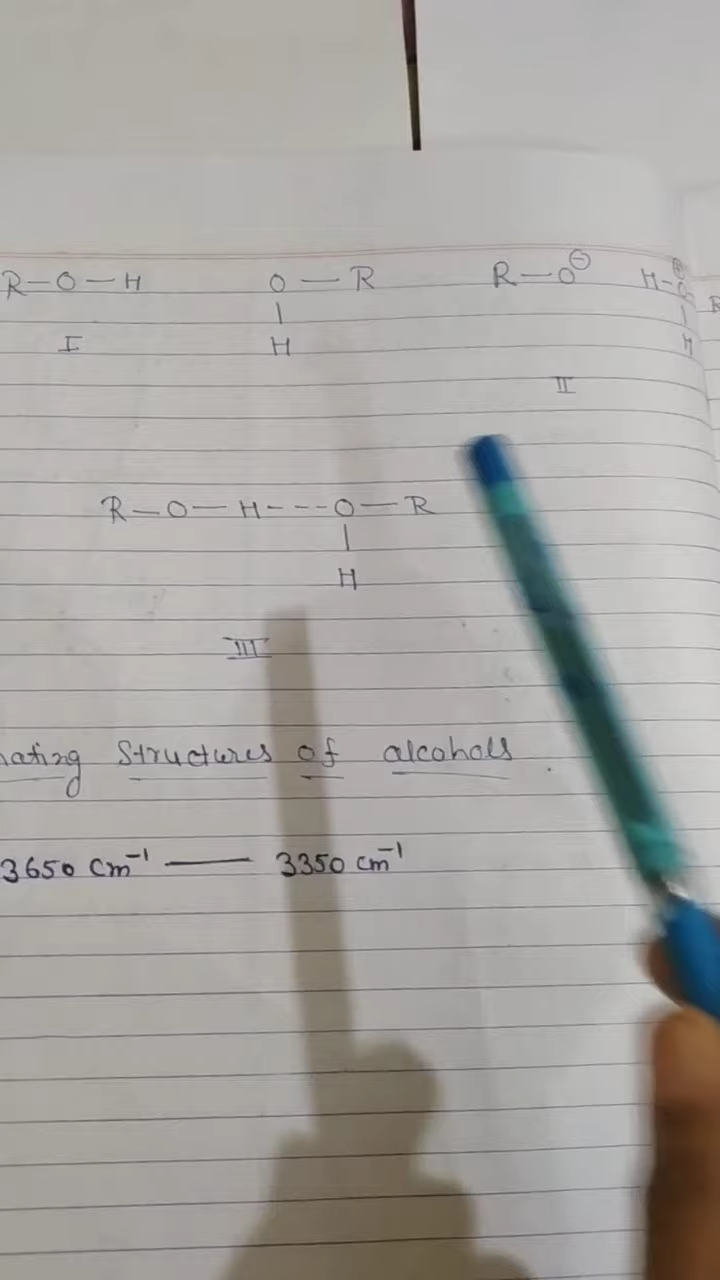 R—O—H O—R R—O⊖ H-O⊕
| |
H H
I II
R—O—H---O—R
|
H
III
Structures of alcohols
3650 cm⁻¹ —— 3350 cm⁻¹